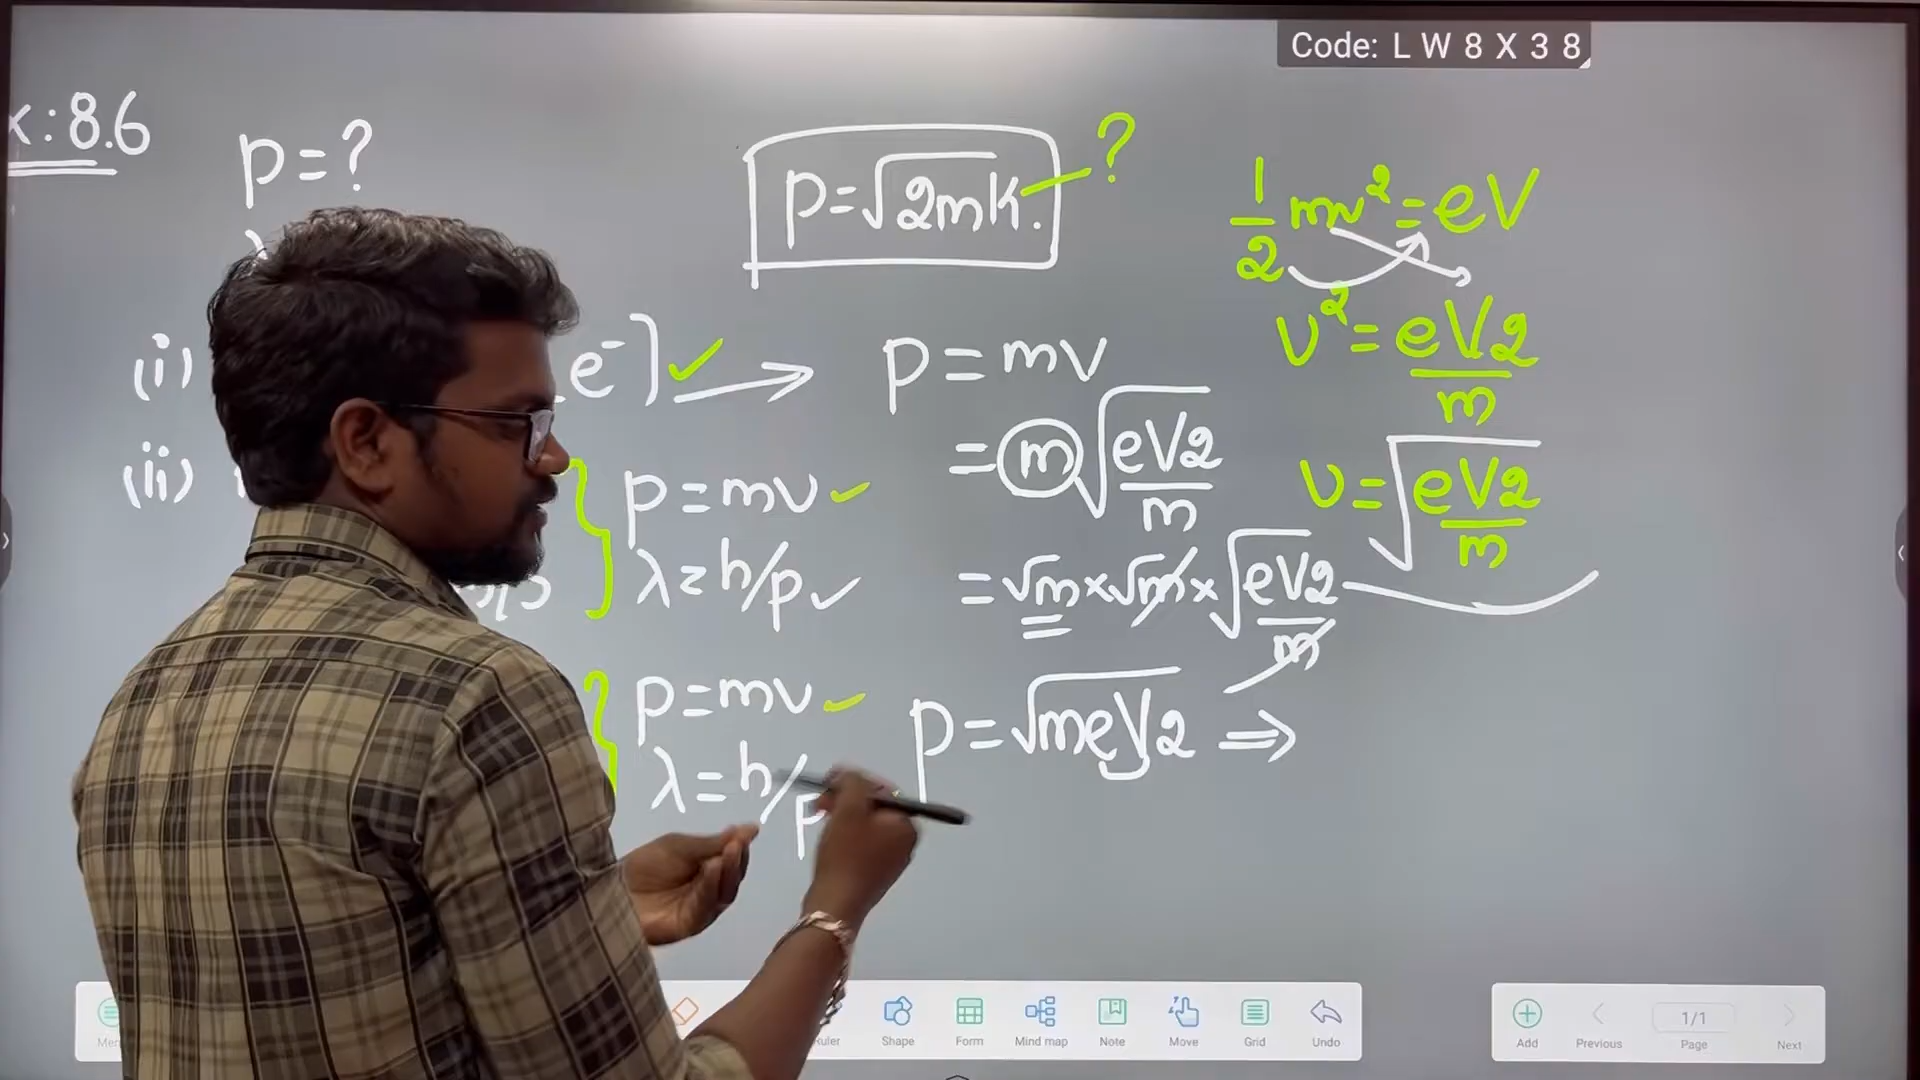 Code: L W 8 X 3 8
x : 8.6
p = ?
p = √2mk. ?
1/2 mv² = eV
v² = eV2/m
v = √eV2/m
(i) e⁻] ✓ → p = mv
= m √eV2/m
= √m × √m × √eV2/m
p = √meV2 ⇒
(ii)
p = mv ✓
λ = h/p ✓
p = mv ✓
λ = h/p
Shape
Form
Mind map
Note
Move
Grid
Undo
Add
Previous
1/1
Page
Next